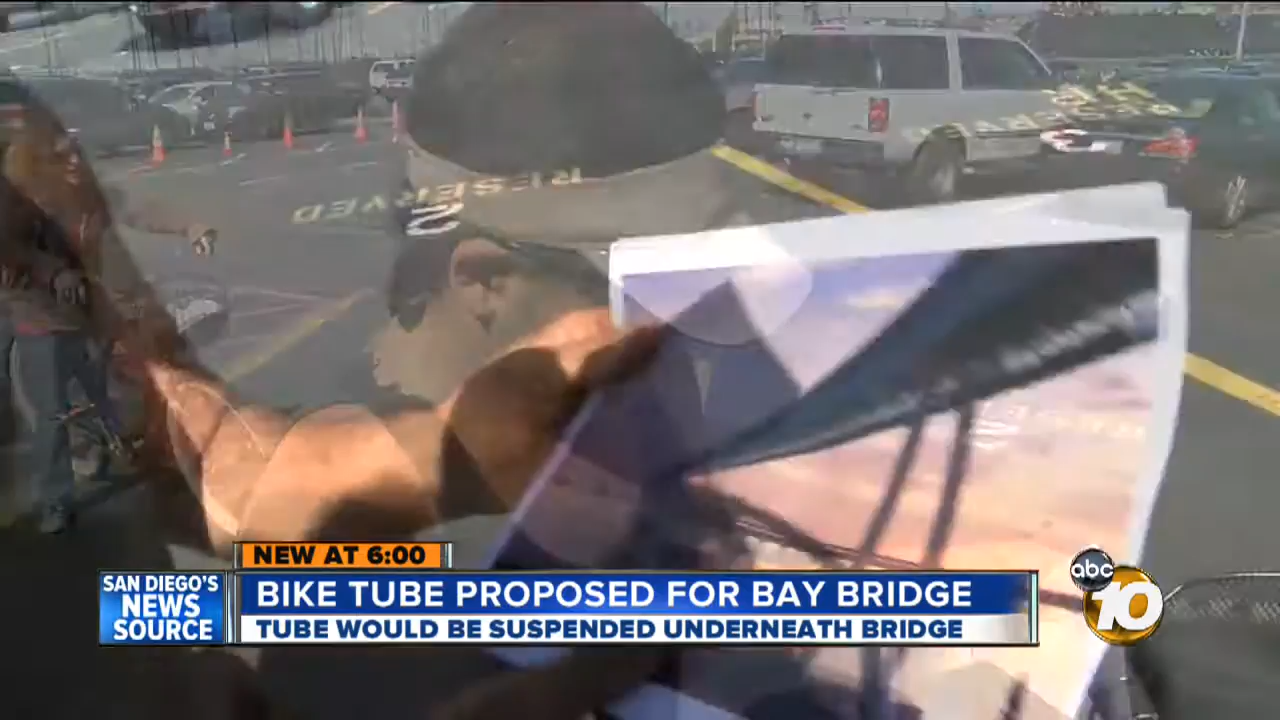 RESERVED
RESERVED
NEW AT 6:00
SAN DIEGO'S
NEWS
SOURCE
BIKE TUBE PROPOSED FOR BAY BRIDGE
TUBE WOULD BE SUSPENDED UNDERNEATH BRIDGE
abc
10